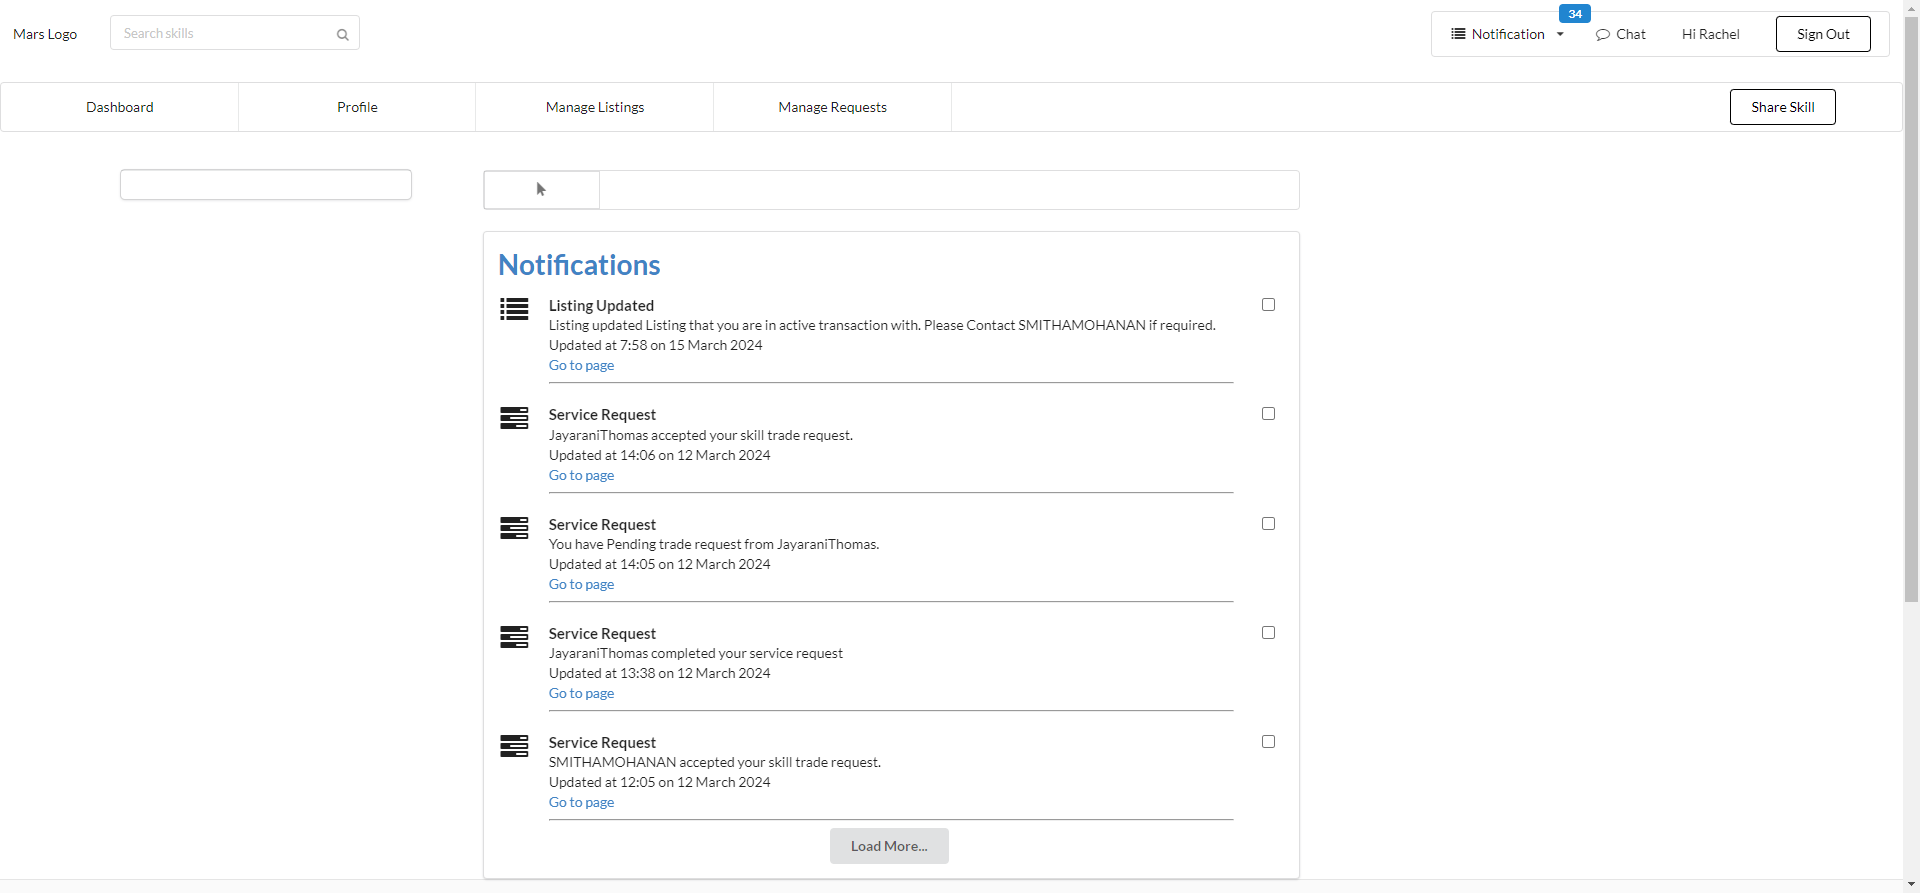 Mars Logo
Search skills
34
Notification
Chat
Hi Rachel
Sign Out
Dashboard
Profile
Manage Listings
Manage Requests
Share Skill
Notifications
Listing Updated
Listing updated Listing that you are in active transaction with. Please Contact SMITHAMOHANAN if required.
Updated at 7:58 on 15 March 2024
Go to page
Service Request
JayaraniThomas accepted your skill trade request.
Updated at 14:06 on 12 March 2024
Go to page
Service Request
You have Pending trade request from JayaraniThomas.
Updated at 14:05 on 12 March 2024
Go to page
Service Request
JayaraniThomas completed your service request
Updated at 13:38 on 12 March 2024
Go to page
Service Request
SMITHAMOHANAN accepted your skill trade request.
Updated at 12:05 on 12 March 2024
Go to page
Load More...